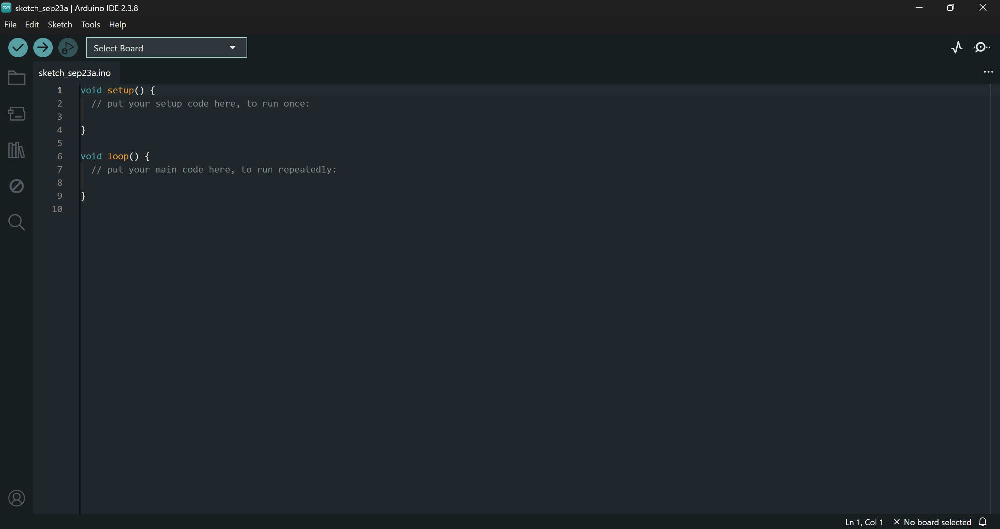 sketch_sep23a | Arduino IDE 2.3.8
File Edit Sketch Tools Help
Select Board
sketch_sep23a.ino
1 void setup() {
2 // put your setup code here, to run once:
3
4 }
5
6 void loop() {
7 // put your main code here, to run repeatedly:
8
9 }
10
Ln 1, Col 1 No board selected